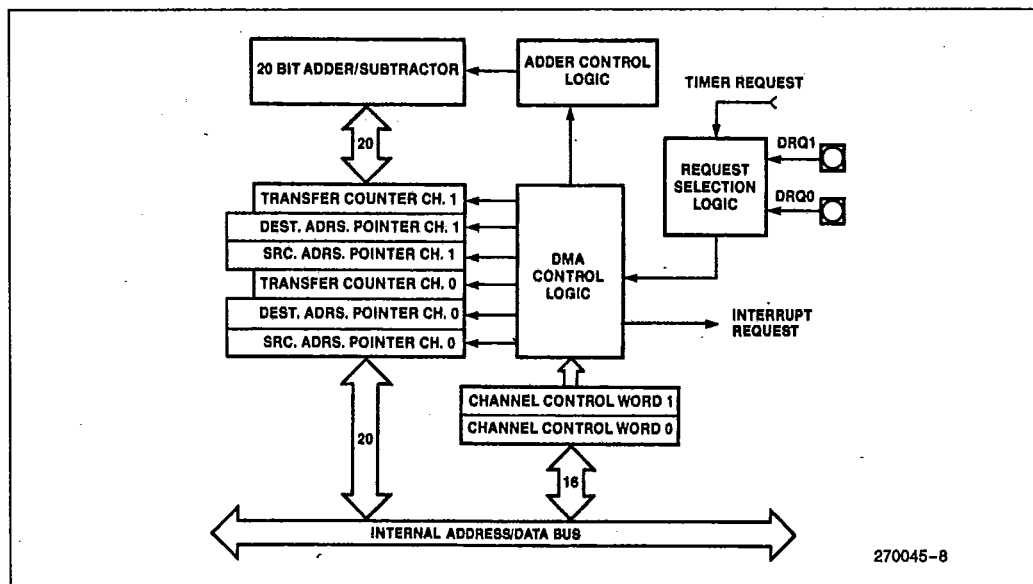 20 BIT ADDER/SUBTRACTOR
ADDER CONTROL
LOGIC
TIMER REQUEST
20
REQUEST
SELECTION
LOGIC
DRQ1
DRQ0
TRANSFER COUNTER CH. 1
DEST. ADRS. POINTER CH. 1
SRC. ADRS. POINTER CH. 1
TRANSFER COUNTER CH. 0
DEST. ADRS. POINTER CH. 0
SRC. ADRS. POINTER CH. 0
DMA
CONTROL
LOGIC
INTERRUPT
REQUEST
CHANNEL CONTROL WORD 1
CHANNEL CONTROL WORD 0
20
16
INTERNAL ADDRESS/DATA BUS
270045-8